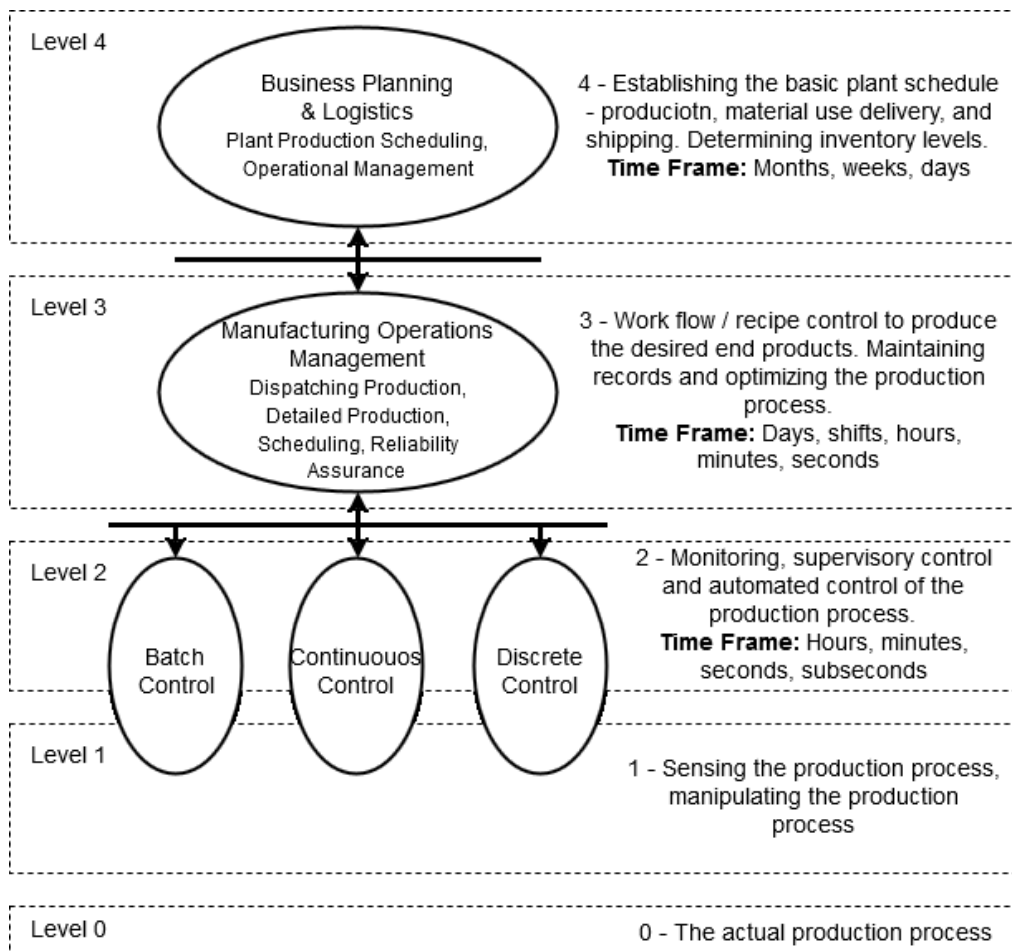 Level 4
Business Planning
& Logistics
Plant Production Scheduling,
Operational Management
4 - Establishing the basic plant schedule
- produciotn, material use delivery, and
shipping. Determining inventory levels.
Time Frame: Months, weeks, days
Level 3
Manufacturing Operations
Management
Dispatching Production,
Detailed Production,
Scheduling, Reliability
Assurance
3 - Work flow / recipe control to produce
the desired end products. Maintaining
records and optimizing the production
process.
Time Frame: Days, shifts, hours,
minutes, seconds
Level 2
Batch
Control
Continuouos
Control
Discrete
Control
2 - Monitoring, supervisory control
and automated control of the
production process.
Time Frame: Hours, minutes,
seconds, subseconds
Level 1
1 - Sensing the production process,
manipulating the production
process
Level 0
0 - The actual production process